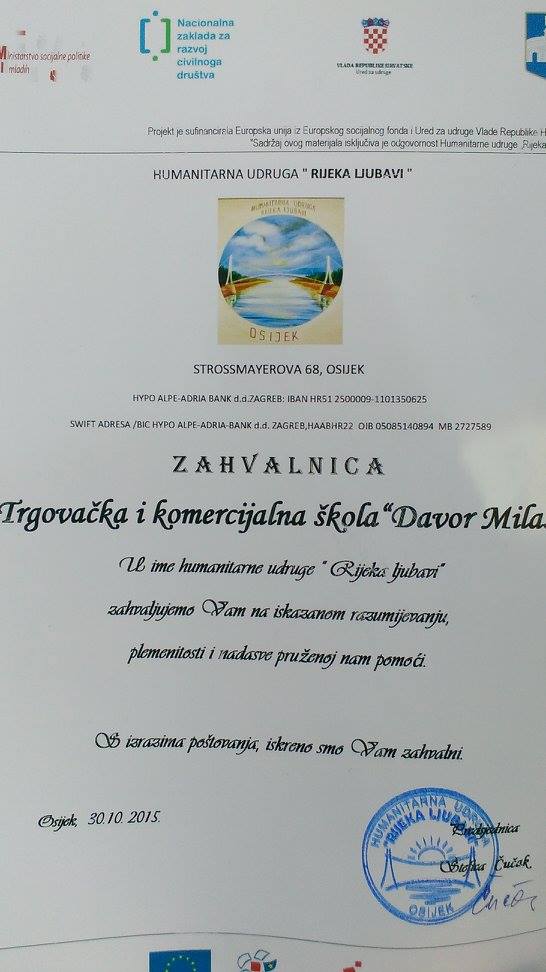 Ministarstvo socijalne politike
i mladih
Nacionalna
zaklada za
razvoj
civilnoga
društva
VLADA REPUBLIKE HRVATSKE
Ured za udruge
Projekt je sufinancirala Europska unija iz Europskog socijalnog fonda i Ured za udruge Vlade Republike H
"Sadržaj ovog materijala isključiva je odgovornost Humanitarne udruge „Rijeka
HUMANITARNA UDRUGA " RIJEKA LJUBAVI "
HUMANITARNA UDRUGA
RIJEKA LJUBAVI
OSIJEK
STROSSMAYEROVA 68, OSIJEK
HYPO ALPE-ADRIA BANK d.d.ZAGREB: IBAN HR51 2500009-1101350625
SWIFT ADRESA /BIC HYPO ALPE-ADRIA-BANK d.d. ZAGREB,HAABHR22 OIB 05085140894 MB 2727589
ZAHVALNICA
Trgovačka i komercijalna škola“Davor Milas
U ime humanitarne udruge " Rijeka ljubavi"
zahvaljujemo Vam na iskazanom razumijevanju,
plemenitosti i nadasve pruženoj nam pomoći.
S izrazima poštovanja, iskreno smo Vam zahvalni.
Osijek, 30.10. 2015.
HUMANITARNA UDRUGA
"RIJEKA LJUBAVI"
OSIJEK
Predsjednica
Štefica Čučak